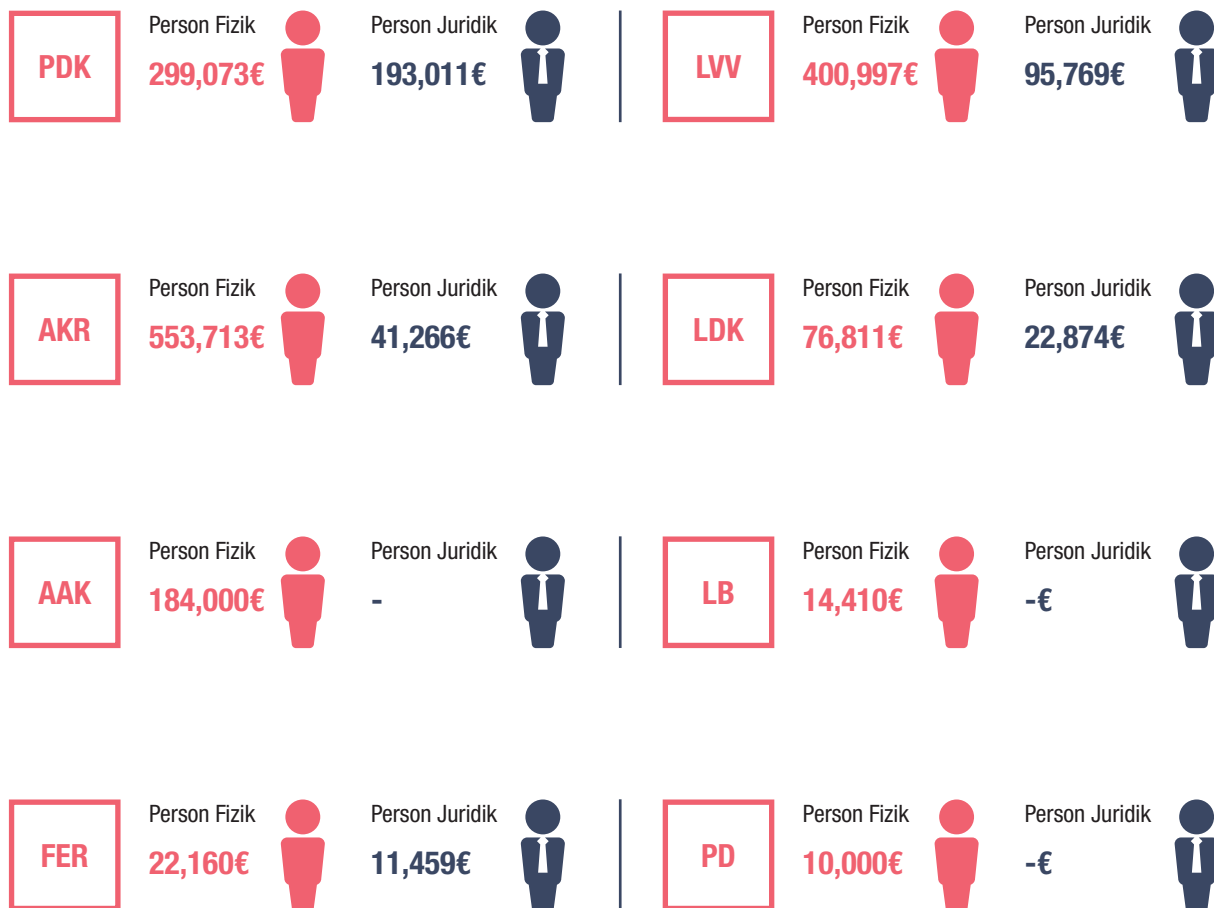 PDK
Person Fizik
299,073€
Person Juridik
193,011€
LVV
Person Fizik
400,997€
Person Juridik
95,769€
AKR
Person Fizik
553,713€
Person Juridik
41,266€
LDK
Person Fizik
76,811€
Person Juridik
22,874€
AAK
Person Fizik
184,000€
Person Juridik
-
LB
Person Fizik
14,410€
Person Juridik
-€
FER
Person Fizik
22,160€
Person Juridik
11,459€
PD
Person Fizik
10,000€
Person Juridik
-€